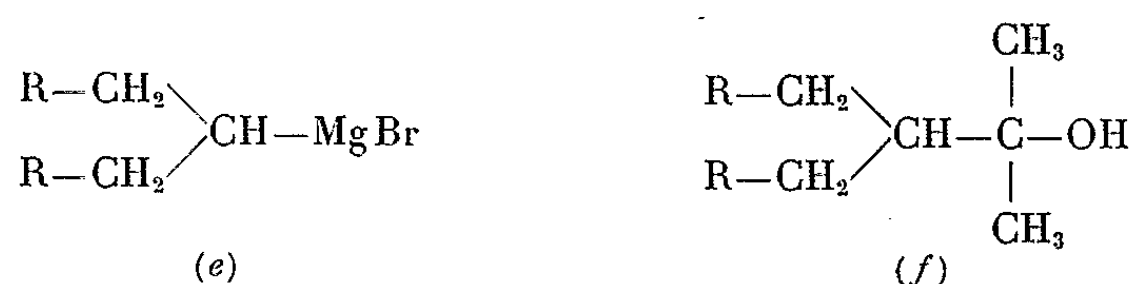 CH₃
R—CH₂ R—CH₂
CH—MgBr CH—C—OH
R—CH₂ R—CH₂
CH₃
(e) (f)